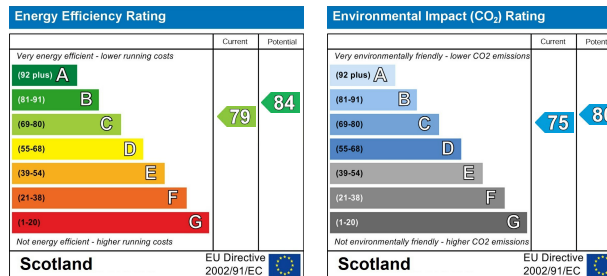 Energy Efficiency Rating
Current Potential
Very energy efficient - lower running costs
(92 plus) A
(81-91) B
(69-80) C
(55-68) D
(39-54) E
(21-38) F
(1-20) G
79
84
Not energy efficient - higher running costs
Scotland
EU Directive
2002/91/EC
Environmental Impact (CO2) Rating
Current Potent
Very environmentally friendly - lower CO2 emissions
(92 plus) A
(81-91) B
(69-80) C
(55-68) D
(39-54) E
(21-38) F
(1-20) G
75
Not environmentally friendly - higher CO2 emissions
Scotland
EU Directive
2002/91/EC